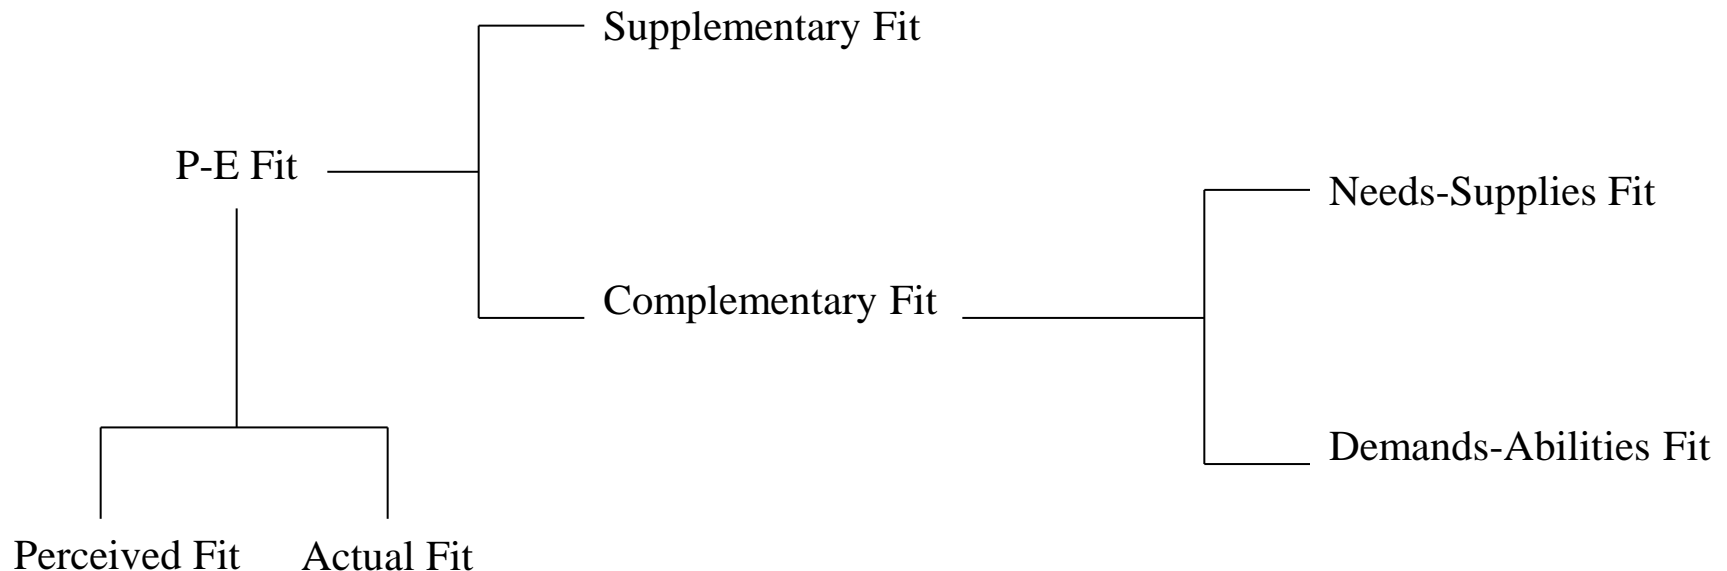 Supplementary Fit
P-E Fit
Needs-Supplies Fit
Complementary Fit
Demands-Abilities Fit
Perceived Fit
Actual Fit